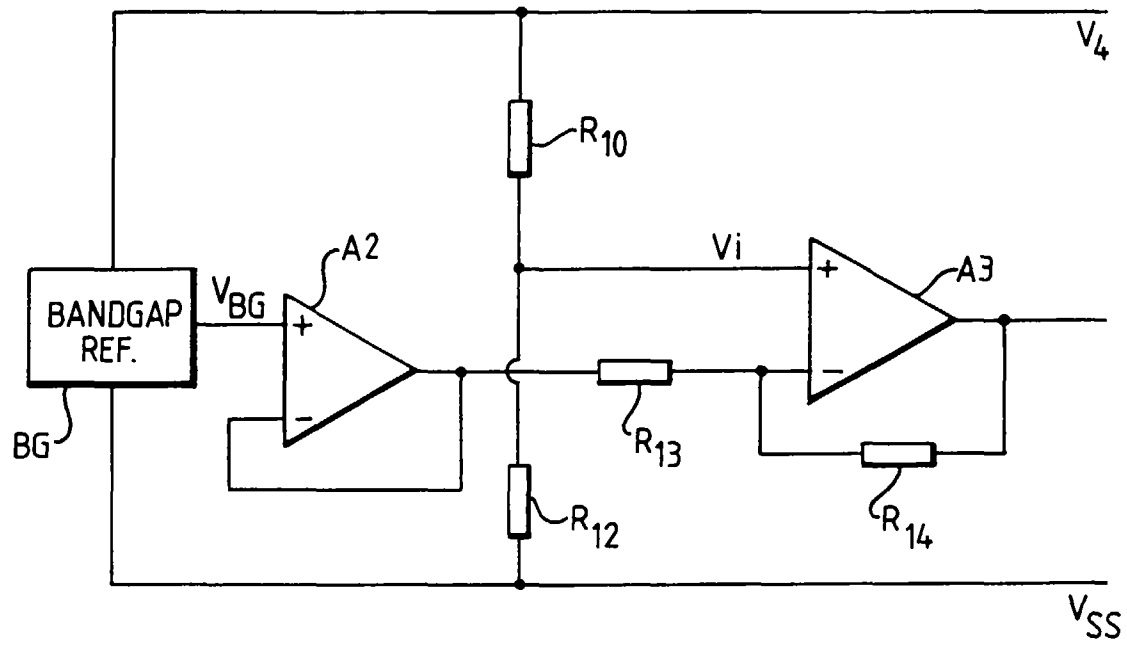 V4
R10
A2
Vi
A3
VBG
+
+
BANDGAP
REF.
−
−
BG
R13
R12
R14
VSS